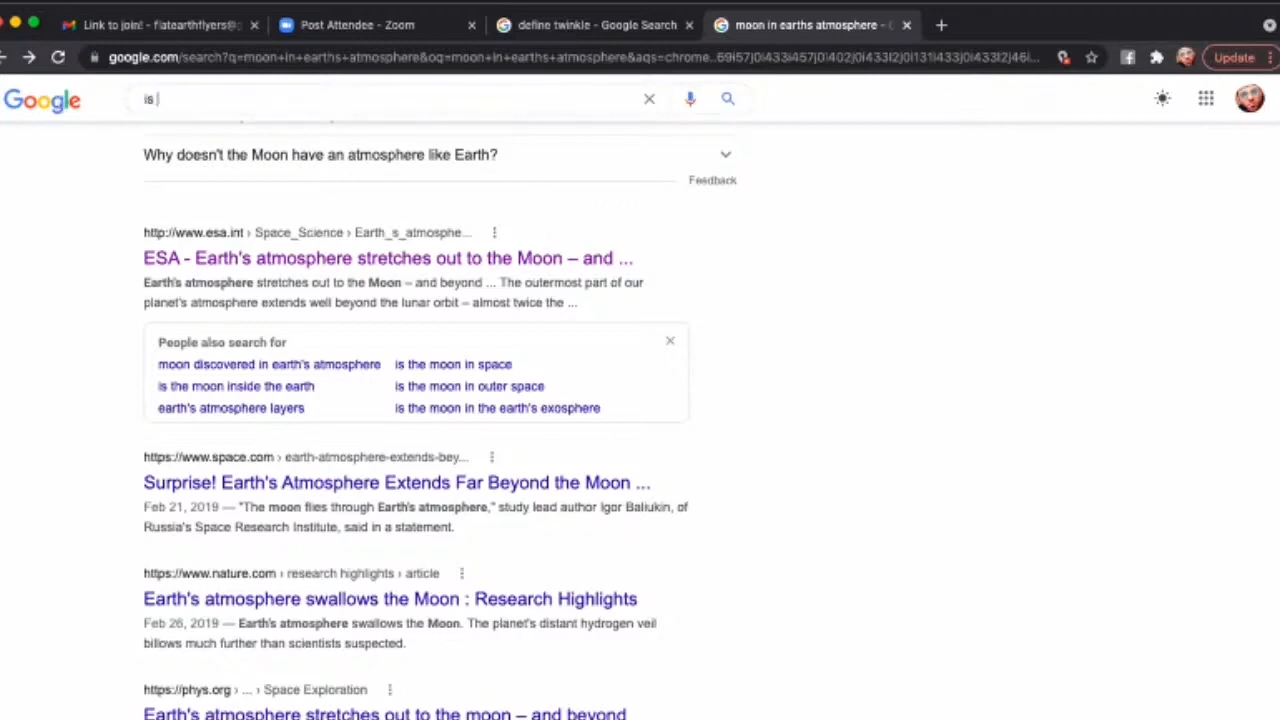 Link to join! - flatearthflyers@g
Post Attendee - Zoom
define twinkle - Google Search
moon in earths atmosphere -
google.com/search?q=moon+in+earths+atmosphere&oq=moon+in+earths+atmosphere&aqs=chrome..69i57j0i433i457j0i402j0i433l2j0i131i433j0i433l2j46i...
Update
Google
is
Why doesn't the Moon have an atmosphere like Earth?
Feedback
http://www.esa.int › Space_Science › Earth_s_atmosphe...
ESA - Earth's atmosphere stretches out to the Moon – and ...
Earth's atmosphere stretches out to the Moon – and beyond ... The outermost part of our
planet's atmosphere extends well beyond the lunar orbit – almost twice the ...
People also search for
moon discovered in earth's atmosphere
is the moon in space
is the moon inside the earth
is the moon in outer space
earth's atmosphere layers
is the moon in the earth's exosphere
https://www.space.com › earth-atmosphere-extends-bey...
Surprise! Earth's Atmosphere Extends Far Beyond the Moon ...
Feb 21, 2019 — "The moon flies through Earth's atmosphere," study lead author Igor Baliukin, of
Russia's Space Research Institute, said in a statement.
https://www.nature.com › research highlights › article
Earth's atmosphere swallows the Moon : Research Highlights
Feb 26, 2019 — Earth's atmosphere swallows the Moon. The planet's distant hydrogen veil
billows much further than scientists suspected.
https://phys.org › ... › Space Exploration
Earth's atmosphere stretches out to the moon – and beyond